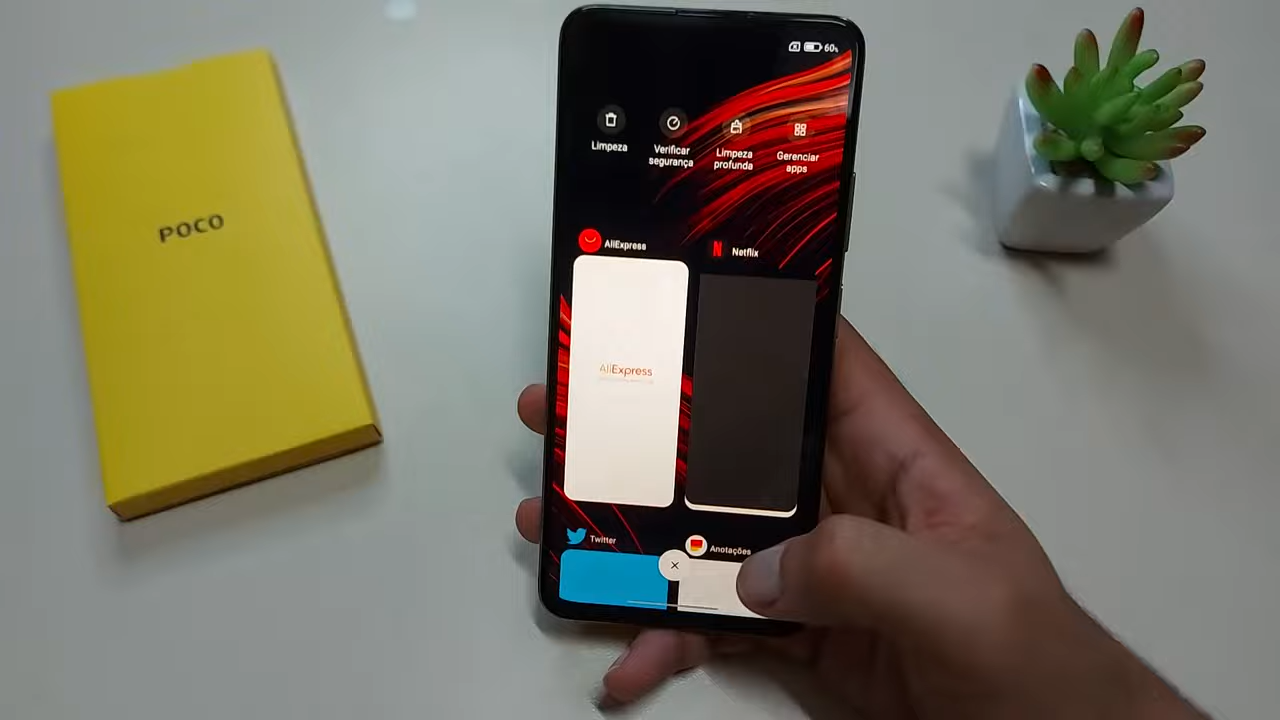 POCO
60%
Limpeza
Verificar
segurança
Limpeza
profunda
Gerenciar
apps
AliExpress
Netflix
AliExpress
Twitter
Anotações